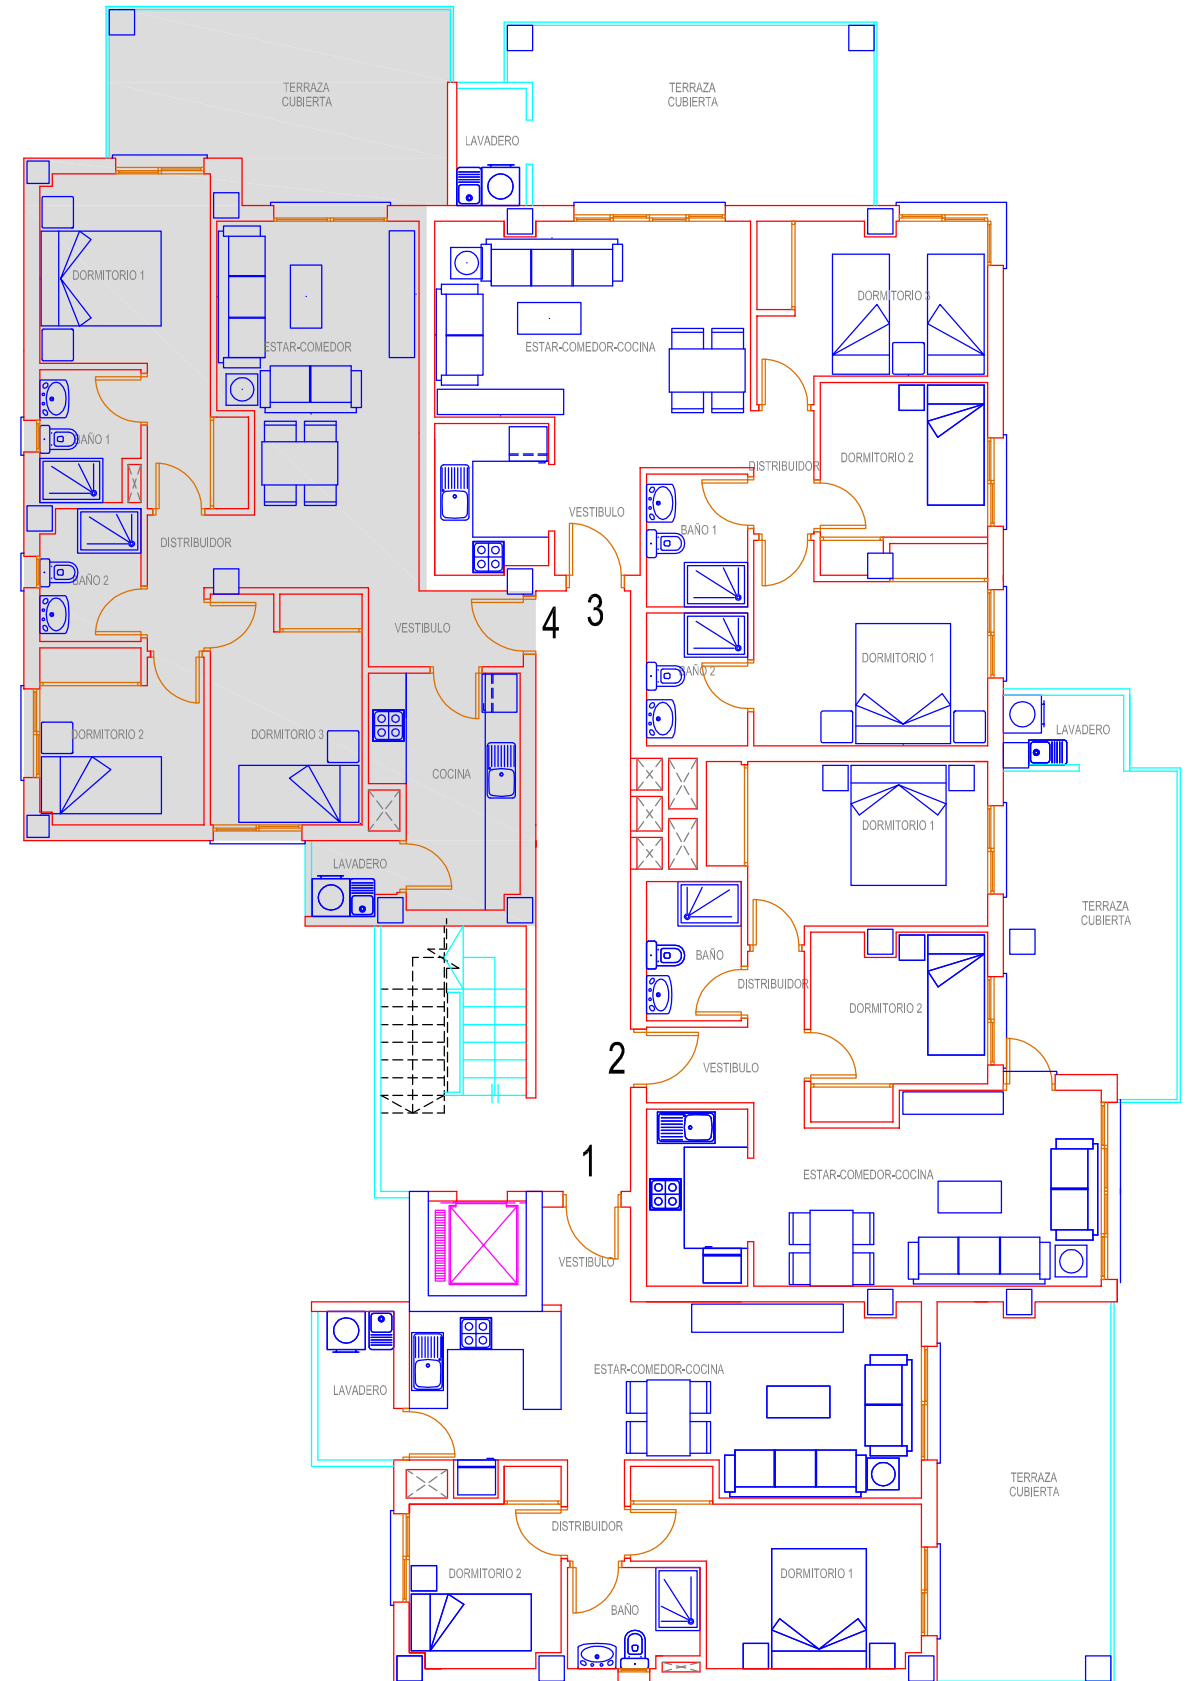 TERRAZA
CUBIERTA
TERRAZA
CUBIERTA
LAVADERO
DORMITORIO 1
ESTAR-COMEDOR
ESTAR-COMEDOR-COCINA
DORMITORIO 3
BAÑO 1
DISTRIBUIDOR
DORMITORIO 2
DISTRIBUIDOR
VESTIBULO
BAÑO 1
BAÑO 2
VESTIBULO
4
3
BAÑO 2
DORMITORIO 1
DORMITORIO 2
DORMITORIO 3
COCINA
LAVADERO
LAVADERO
DORMITORIO 1
TERRAZA
CUBIERTA
BAÑO
DISTRIBUIDOR
DORMITORIO 2
2
VESTIBULO
1
ESTAR-COMEDOR-COCINA
VESTIBULO
ESTAR-COMEDOR-COCINA
LAVADERO
TERRAZA
CUBIERTA
DISTRIBUIDOR
DORMITORIO 2
DORMITORIO 1
BAÑO